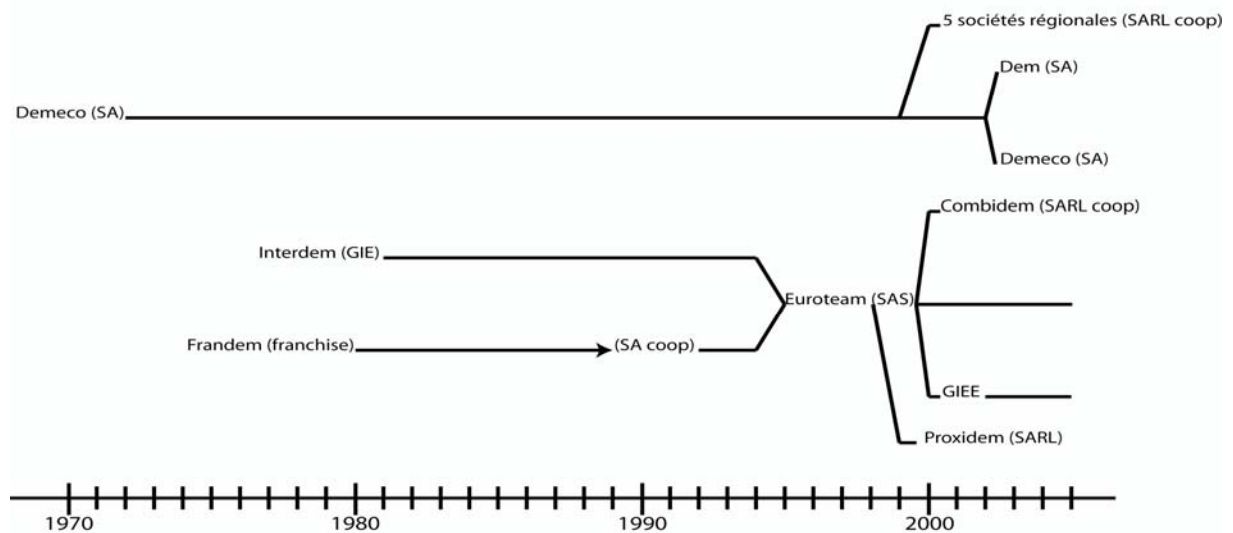 5 sociétés régionales (SARL coop)
Dem (SA)
Demeco (SA)
Demeco (SA)
Combidem (SARL coop)
Interdem (GIE)
Euroteam (SAS)
Frandem (franchise)
(SA coop)
GIEE
Proxidem (SARL)
1970
1980
1990
2000